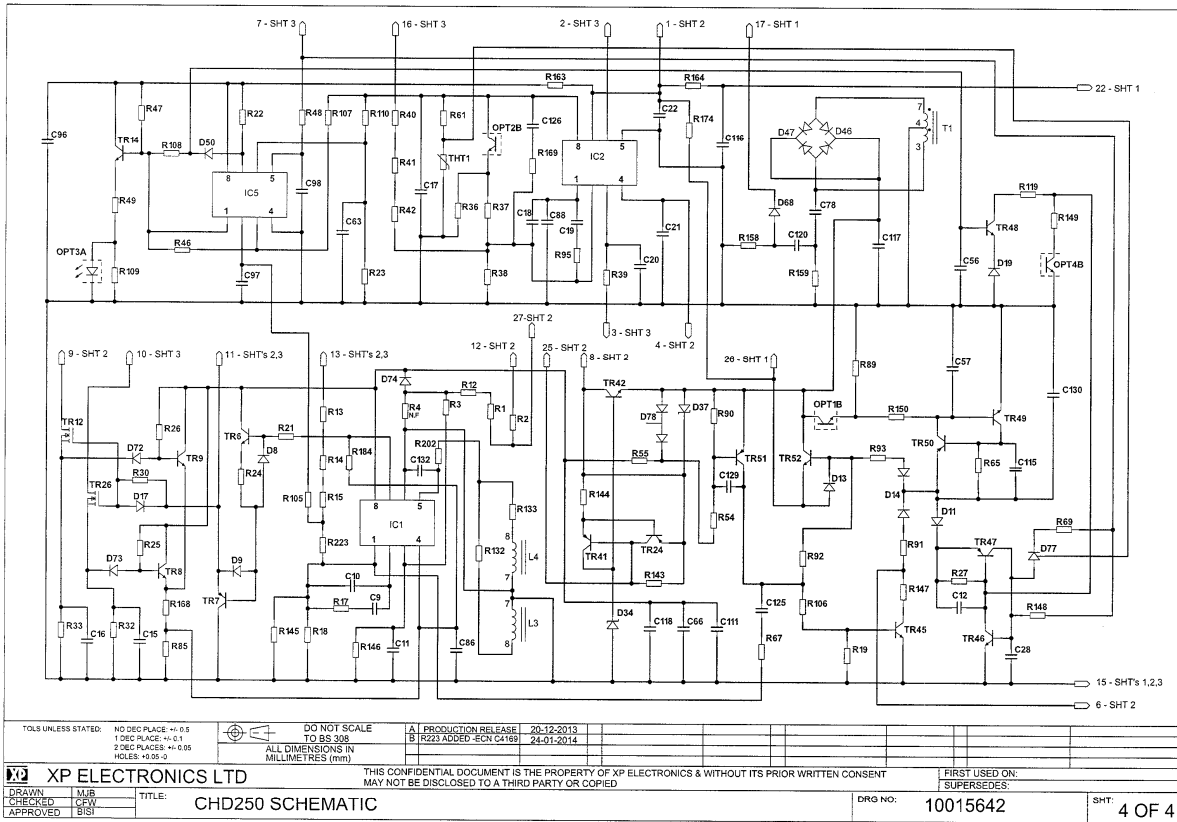 7 - SHT 3
16 - SHT 3
2 - SHT 3
1 - SHT 2
17 - SHT 1
R163
R164
22 - SHT 1
R47
R22
R48
R107
R110
R40
R61
C126
OPT2B
C22
R174
C116
D47
D46
7
4
3
T1
C96
TR14
R108
D50
8
5
IC5
1
4
C98
R41
THT1
R169
8
5
IC2
1
4
R119
R49
C63
R42
C17
R36
R37
C18
C88
C19
C21
D68
C78
TR48
R149
R46
R158
C120
C117
OPT3A
R109
C97
R23
R38
R95
R39
C20
R159
C56
D19
OPT4B
27-SHT 2
3 - SHT 3
4 - SHT 2
9 - SHT 2
10 - SHT 3
11 - SHT's 2,3
13 - SHT's 2,3
12 - SHT 2
25 - SHT 2
8 - SHT 2
26 - SHT 1
R89
C57
C130
D74
R12
TR42
R13
R4
N.F
R3
R1
R2
D78
D37
R90
OPT1B
R150
TR49
TR12
R26
TR6
R21
D8
R184
R202
TR50
D72
TR9
R14
C132
R55
TR51
TR52
R93
R65
C115
R30
R24
TR26
D17
R105
R15
8
5
IC1
1
4
R144
C129
D13
D14
R133
R54
D11
R69
R25
R223
R132
8
L4
7
TR41
TR24
R92
R91
TR47
D77
D73
TR8
D9
C10
R143
R27
TR7
R168
R17
C9
7
L3
8
D34
C125
R106
R147
C12
R148
R33
C16
R32
C15
R85
R145
R18
R146
C11
C86
C118
C66
C111
R67
R19
TR45
TR46
C28
15 - SHT's 1,2,3
6 - SHT 2
TOLS UNLESS STATED:
NO DEC PLACE: +/- 0.5
1 DEC PLACE: +/- 0.1
2 DEC PLACES: +/- 0.05
HOLES: +0.05 -0
DO NOT SCALE
TO BS 308
ALL DIMENSIONS IN
MILLIMETRES (mm)
A PRODUCTION RELEASE 20-12-2013
B R223 ADDED -ECN C4169 24-01-2014
XP XP ELECTRONICS LTD
THIS CONFIDENTIAL DOCUMENT IS THE PROPERTY OF XP ELECTRONICS & WITHOUT ITS PRIOR WRITTEN CONSENT
MAY NOT BE DISCLOSED TO A THIRD PARTY OR COPIED
FIRST USED ON:
SUPERSEDES:
DRAWN MJB
CHECKED CFW
APPROVED BISI
TITLE: CHD250 SCHEMATIC
DRG NO: 10015642
SHT: 4 OF 4